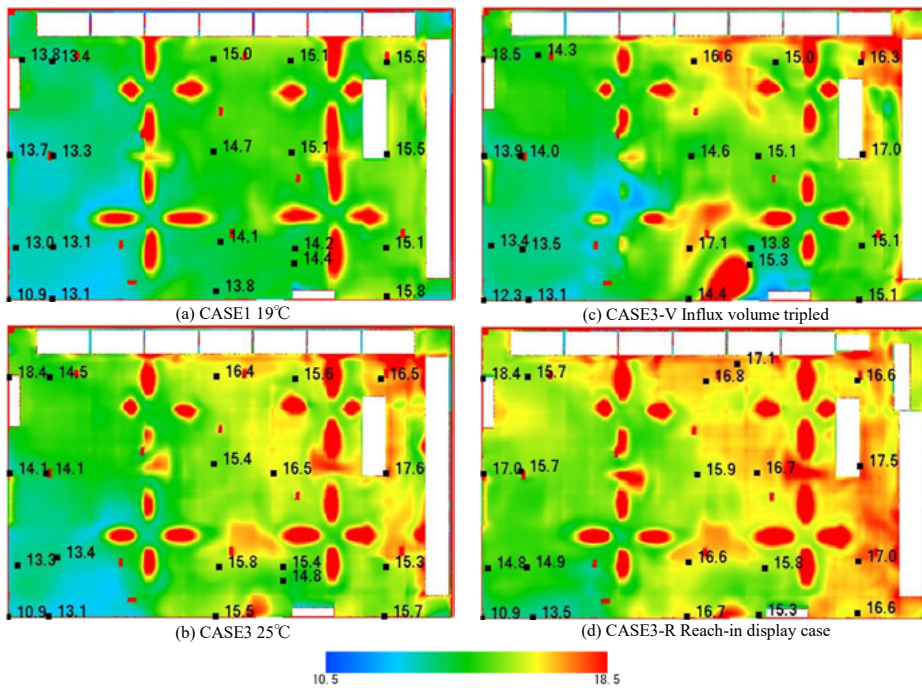 13.8 13.4 15.0 15.1 15.5
13.7 13.3 14.7 15.1 15.5
13.0 13.1 14.1 14.2 15.1
14.4
10.9 13.1 13.8 15.8
(a) CASE1 19℃
18.5 14.3 16.6 15.0 16.3
13.9 14.0 14.6 15.1 17.0
13.4 13.5 17.1 13.8 15.1
15.3
12.3 13.1 14.4 15.1
(c) CASE3-V Influx volume tripled
18.4 14.5 16.4 15.6 16.5
14.1 14.1 15.4 16.5 17.6
13.3 13.4 15.8 15.4 15.3
14.8
10.9 13.1 15.5 15.7
(b) CASE3 25℃
17.1
18.4 15.7 16.8 16.6
17.0 15.7 15.9 16.7 17.5
14.8 14.9 16.6 15.8 17.0
10.9 13.5 16.7 15.3 16.6
(d) CASE3-R Reach-in display case
10.5 18.5